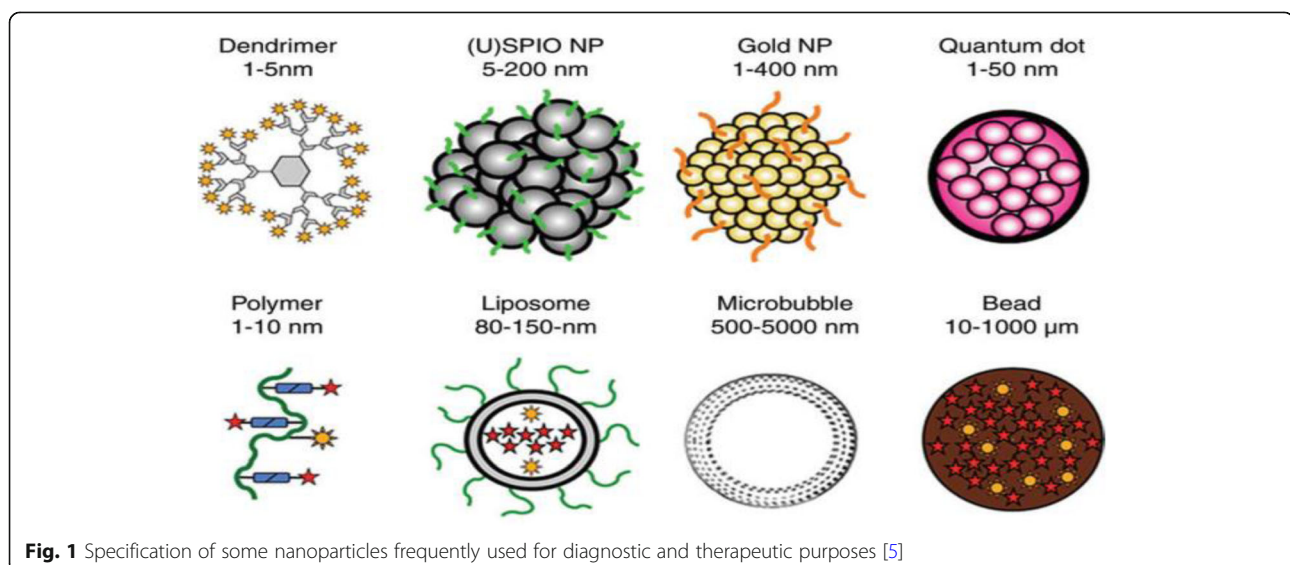 Dendrimer
1-5nm
(U)SPIO NP
5-200 nm
Gold NP
1-400 nm
Quantum dot
1-50 nm
Polymer
1-10 nm
Liposome
80-150-nm
Microbubble
500-5000 nm
Bead
10-1000 µm
Fig. 1 Specification of some nanoparticles frequently used for diagnostic and therapeutic purposes [5]